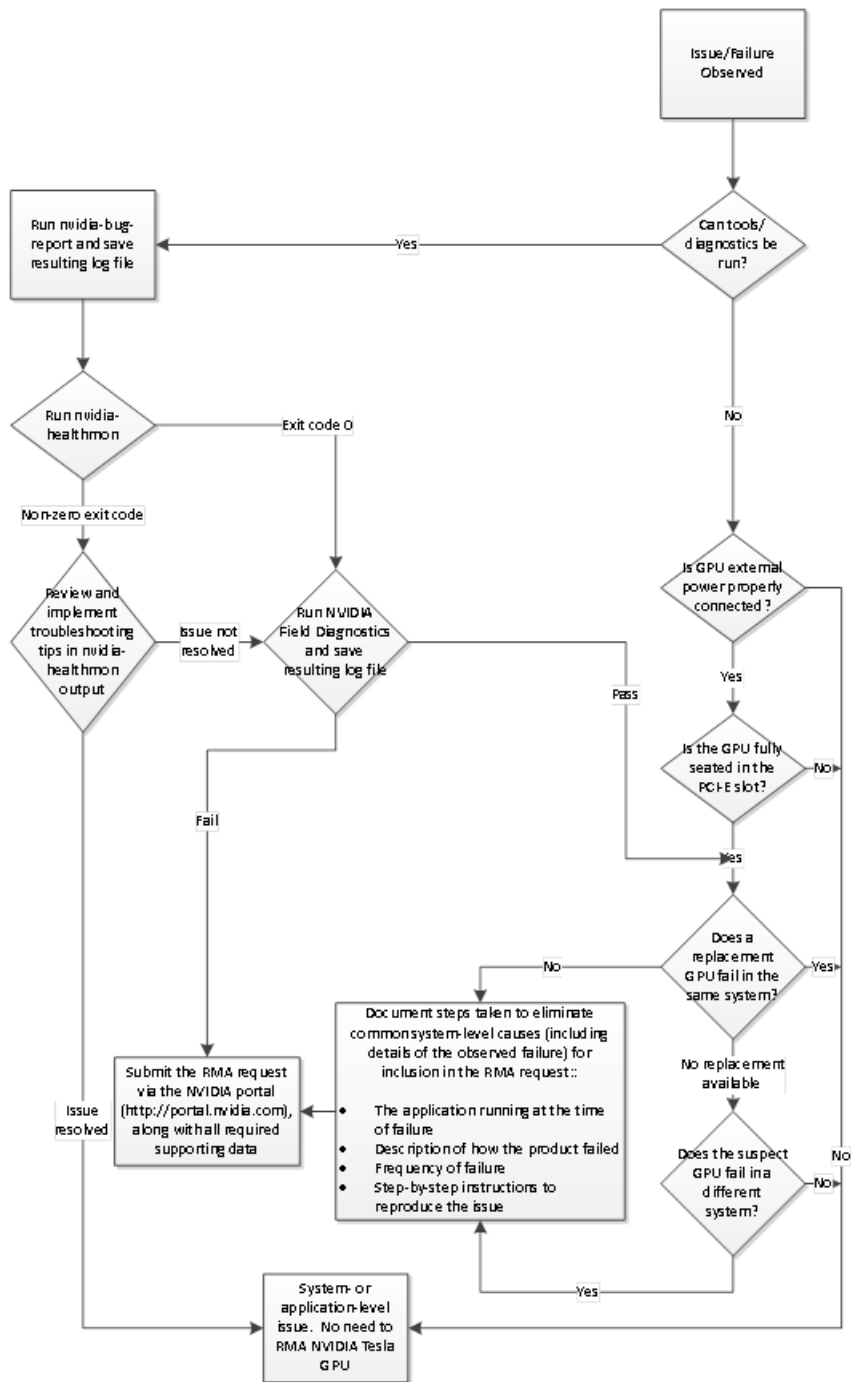 Issue/Failure
Observed
Can tools/
diagnostics be
run?
Yes
Run nvidia-bug-
report and save
resulting log file
No
Run nvidia-
healthmon
Exit code 0
Non-zero exit code
Review and
implement
troubleshooting
tips in nvidia-
healthmon
output
Issue not
resolved
Run NVIDIA
Field Diagnostics
and save
resulting log file
Is GPU external
power properly
connected?
Yes
Pass
Is the GPU fully
seated in the
PCI-E slot?
No
Fail
Yes
Does a
replacement
GPU fail in the
same system?
Yes
No
Document steps taken to eliminate
common system-level causes (including
details of the observed failure) for
inclusion in the RMA request::
• The application running at the time
of failure
• Description of how the product failed
• Frequency of failure
• Step-by-step instructions to
reproduce the issue
Submit the RMA request
via the NVIDIA portal
(http://portal.nvidia.com),
along with all required
supporting data
Issue
resolved
No replacement
available
Does the suspect
GPU fail in a
different
system?
No
No
Yes
System- or
application-level
issue. No need to
RMA NVIDIA Tesla
GPU